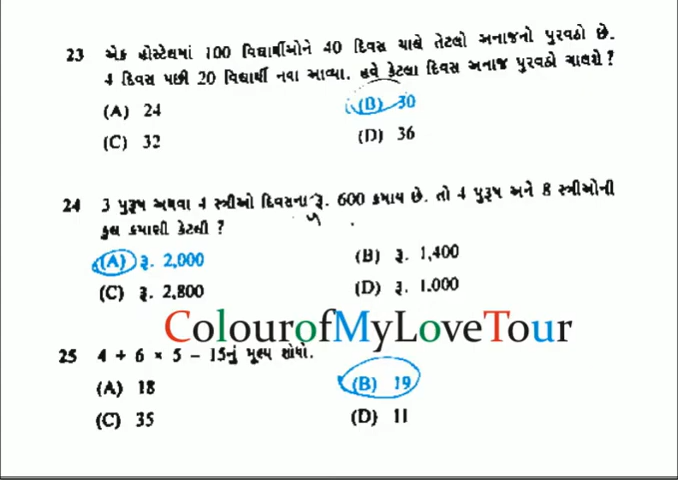 23 એક હોસ્ટેલમાં 100 વિદ્યાર્થીઓને 40 દિવસ ચાલે તેટલો અનાજનો પુરવઠો છે.
4 દિવસ પછી 20 વિદ્યાર્થી નવા આવ્યા. હવે કેટલા દિવસ અનાજ પુરવઠો ચાલશે ?
(A) 24 (B) 30
(C) 32 (D) 36
24 3 પુરૂષ અથવા 4 સ્ત્રીઓ દિવસના રૂ. 600 કમાય છે. તો 4 પુરૂષ અને 8 સ્ત્રીઓની
કુલ કમાણી કેટલી ?
(A) રૂ. 2,000 (B) રૂ. 1,400
(C) રૂ. 2,800 (D) રૂ. 1.000
ColourofMyLoveTour
25 4 + 6 × 5 – 15નું મૂલ્ય શોધો.
(A) 18 (B) 19
(C) 35 (D) 11